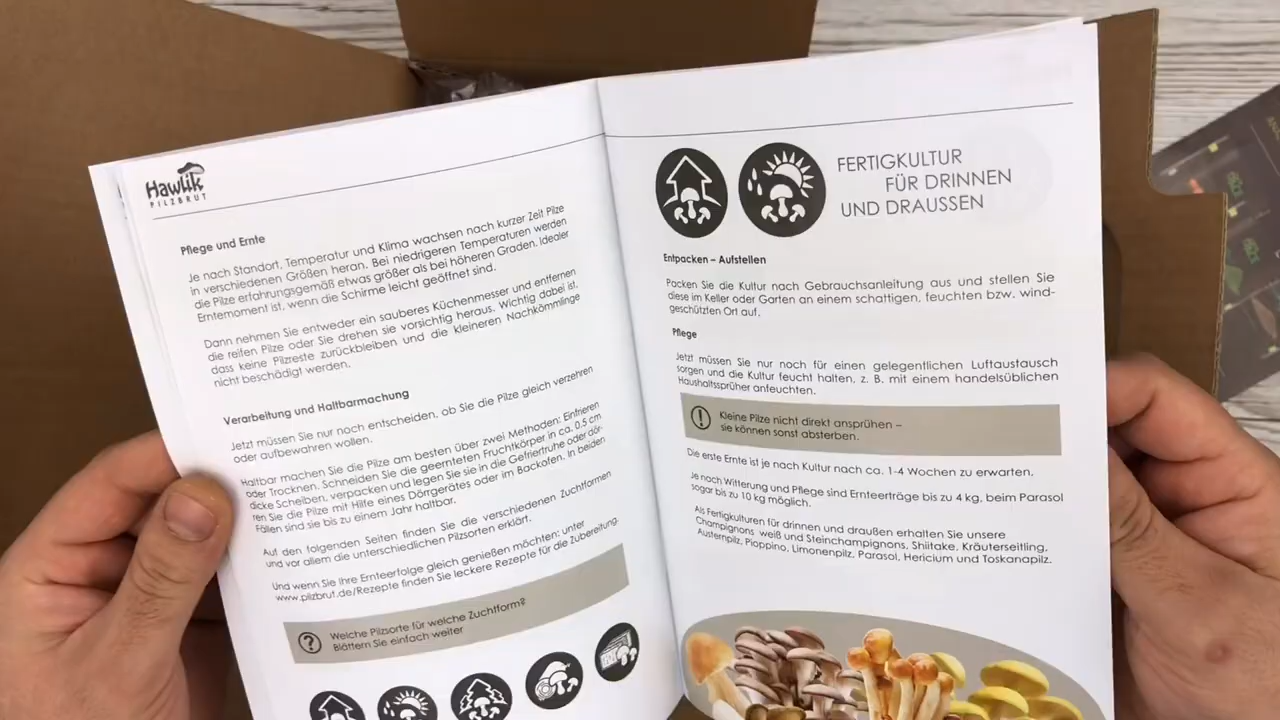 Hawlik
PILZBRUT
Pflege und Ernte
Je nach Standort, Temperatur und Klima wachsen nach kurzer Zeit Pilze
in verschiedenen Größen heran. Bei niedrigeren Temperaturen werden
die Pilze erfahrungsgemöß etwas größer als bei höheren Graden. Idealer
Erntemoment ist, wenn die Schirme leicht geöffnet sind.
Dann nehmen Sie entweder ein sauberes Küchenmesser und entfernen
die reifen Pilze oder Sie drehen sie vorsichtig heraus. Wichtig dabei ist,
dass keine Pilzreste zurückbleiben und die kleineren Nachkömmlinge
nicht beschädigt werden.
Verarbeitung und Haltbarmachung
Jetzt müssen Sie nur noch entscheiden, ob Sie die Pilze gleich verzehren
oder aufbewahren wollen.
Haltbar machen Sie die Pilze am besten über zwei Methoden: Einfrieren
oder Trocknen. Schneiden Sie die geernteten Fruchtkörper in ca. 0,5 cm
dicke Scheiben, verpacken und legen Sie sie in die Gefriertruhe oder dör-
ren Sie die Pilze mit Hilfe eines Dörrgerätes oder im Backofen. In beiden
Fällen sind sie bis zu einem Jahr haltbar.
Auf den folgenden Seiten finden Sie die verschiedenen Zuchtformen
und vor allem die unterschiedlichen Pilzsorten erklärt.
Und wenn Sie Ihre Ernteerfolge gleich genießen möchten: unter
www.pilzbrut.de/Rezepte finden Sie leckere Rezepte für die Zubereitung.
? Welche Pilzsorte für welche Zuchtform?
Blättern Sie einfach weiter
FERTIGKULTUR
FÜR DRINNEN
UND DRAUSSEN
Entpacken – Aufstellen
Packen Sie die Kultur nach Gebrauchsanleitung aus und stellen Sie
diese im Keller oder Garten an einem schattigen, feuchten bzw. wind-
geschützten Ort auf.
Pflege
Jetzt müssen Sie nur noch für einen gelegentlichen Luftaustausch
sorgen und die Kultur feucht halten, z. B. mit einem handelsüblichen
Haushaltssprüher anfeuchten.
! Kleine Pilze nicht direkt ansprühen –
sie können sonst absterben.
Die erste Ernte ist je nach Kultur nach ca. 1-4 Wochen zu erwarten.
Je nach Witterung und Pflege sind Ernteerträge bis zu 4 kg, beim Parasol
sogar bis zu 10 kg möglich.
Als Fertigkulturen für drinnen und draußen erhalten Sie unsere
Champignons weiß und Steinchampignons, Shiitake, Kräuterseitling,
Austernpilz, Pioppino, Limonenpilz, Parasol, Hericium und Toskanapilz.